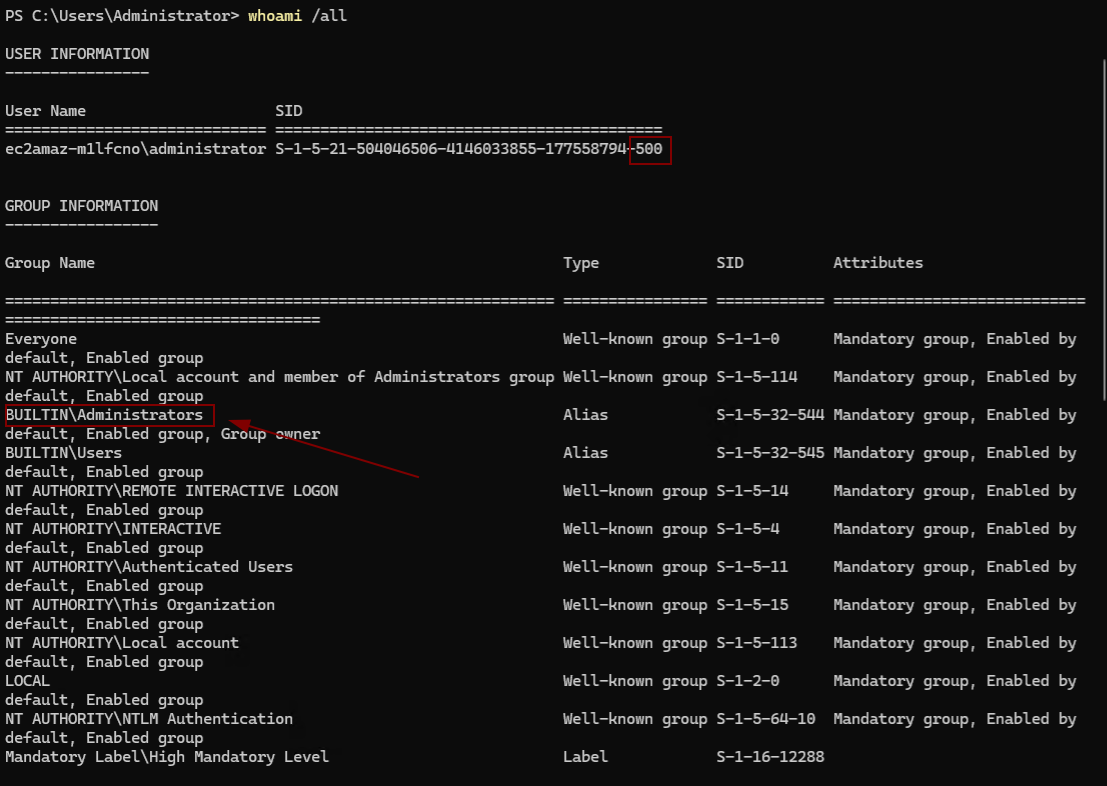 PS C:\Users\Administrator> whoami /all
USER INFORMATION
----------------
User Name                     SID
============================= ===========================================
ec2amaz-m1lfcno\administrator S-1-5-21-504046506-4146033855-177558794-500
GROUP INFORMATION
-----------------
Group Name                                                    Type             SID          Attributes
============================================================= ================ ============ ============================
===================================
Everyone                                                      Well-known group S-1-1-0      Mandatory group, Enabled by
default, Enabled group
NT AUTHORITY\Local account and member of Administrators group Well-known group S-1-5-114    Mandatory group, Enabled by
default, Enabled group
BUILTIN\Administrators                                        Alias            S-1-5-32-544 Mandatory group, Enabled by
default, Enabled group, Group owner
BUILTIN\Users                                                 Alias            S-1-5-32-545 Mandatory group, Enabled by
default, Enabled group
NT AUTHORITY\REMOTE INTERACTIVE LOGON                         Well-known group S-1-5-14     Mandatory group, Enabled by
default, Enabled group
NT AUTHORITY\INTERACTIVE                                      Well-known group S-1-5-4      Mandatory group, Enabled by
default, Enabled group
NT AUTHORITY\Authenticated Users                              Well-known group S-1-5-11     Mandatory group, Enabled by
default, Enabled group
NT AUTHORITY\This Organization                                Well-known group S-1-5-15     Mandatory group, Enabled by
default, Enabled group
NT AUTHORITY\Local account                                    Well-known group S-1-5-113    Mandatory group, Enabled by
default, Enabled group
LOCAL                                                         Well-known group S-1-2-0      Mandatory group, Enabled by
default, Enabled group
NT AUTHORITY\NTLM Authentication                              Well-known group S-1-5-64-10  Mandatory group, Enabled by
default, Enabled group
Mandatory Label\High Mandatory Level                          Label            S-1-16-12288